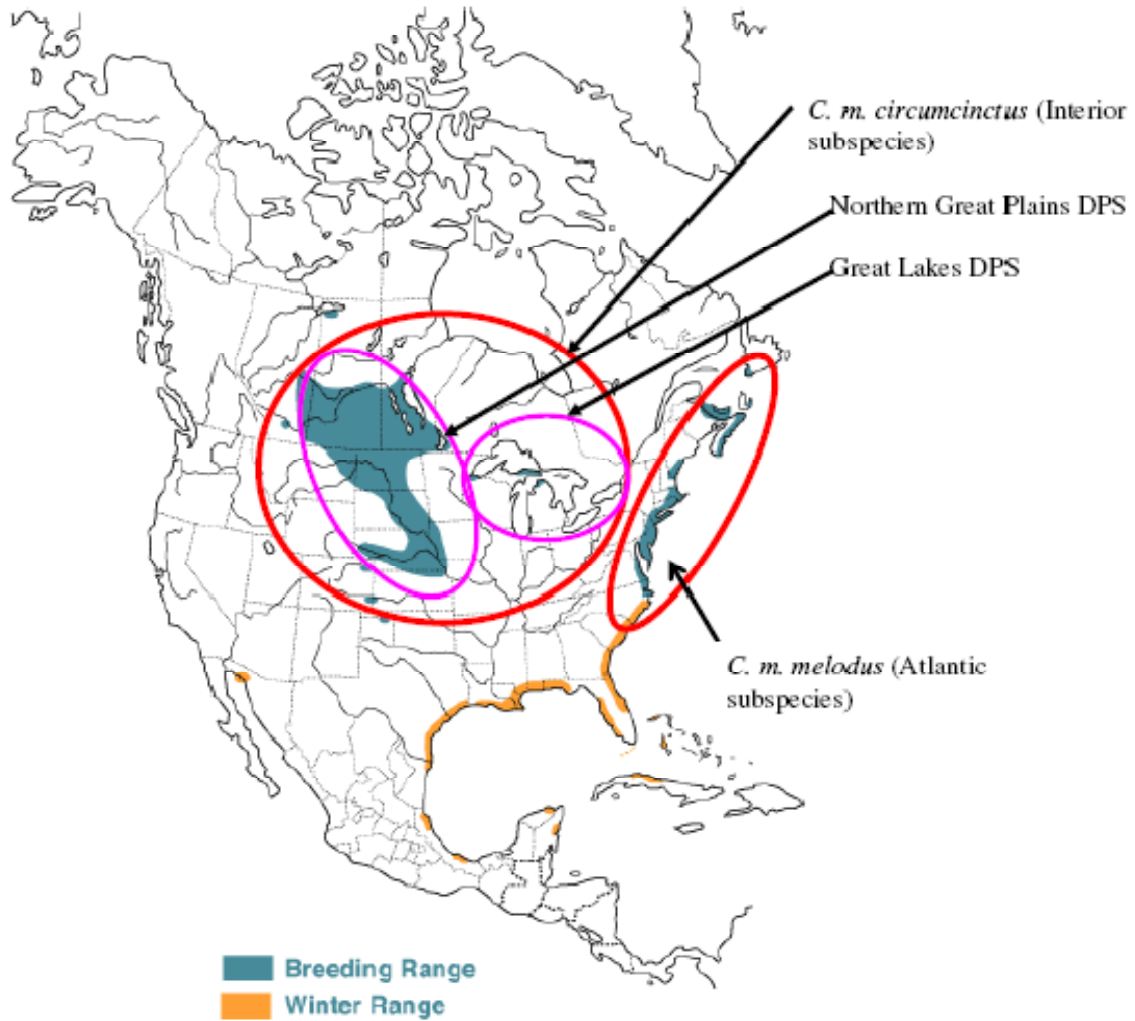 C. m. circumcinctus (Interior
subspecies)
Northern Great Plains DPS
Great Lakes DPS
C. m. melodus (Atlantic
subspecies)
Breeding Range
Winter Range